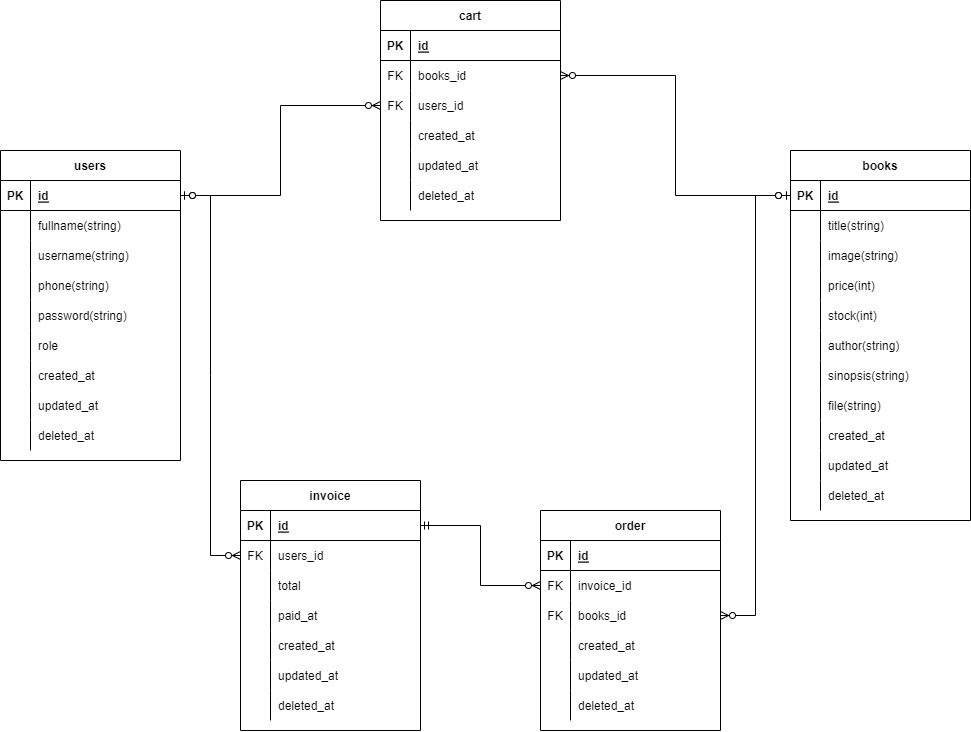 cart
PK id
FK books_id
FK users_id
created_at
updated_at
deleted_at
users
PK id
fullname(string)
username(string)
phone(string)
password(string)
role
created_at
updated_at
deleted_at
books
PK id
title(string)
image(string)
price(int)
stock(int)
author(string)
sinopsis(string)
file(string)
created_at
updated_at
deleted_at
invoice
PK id
FK users_id
total
paid_at
created_at
updated_at
deleted_at
order
PK id
FK invoice_id
FK books_id
created_at
updated_at
deleted_at